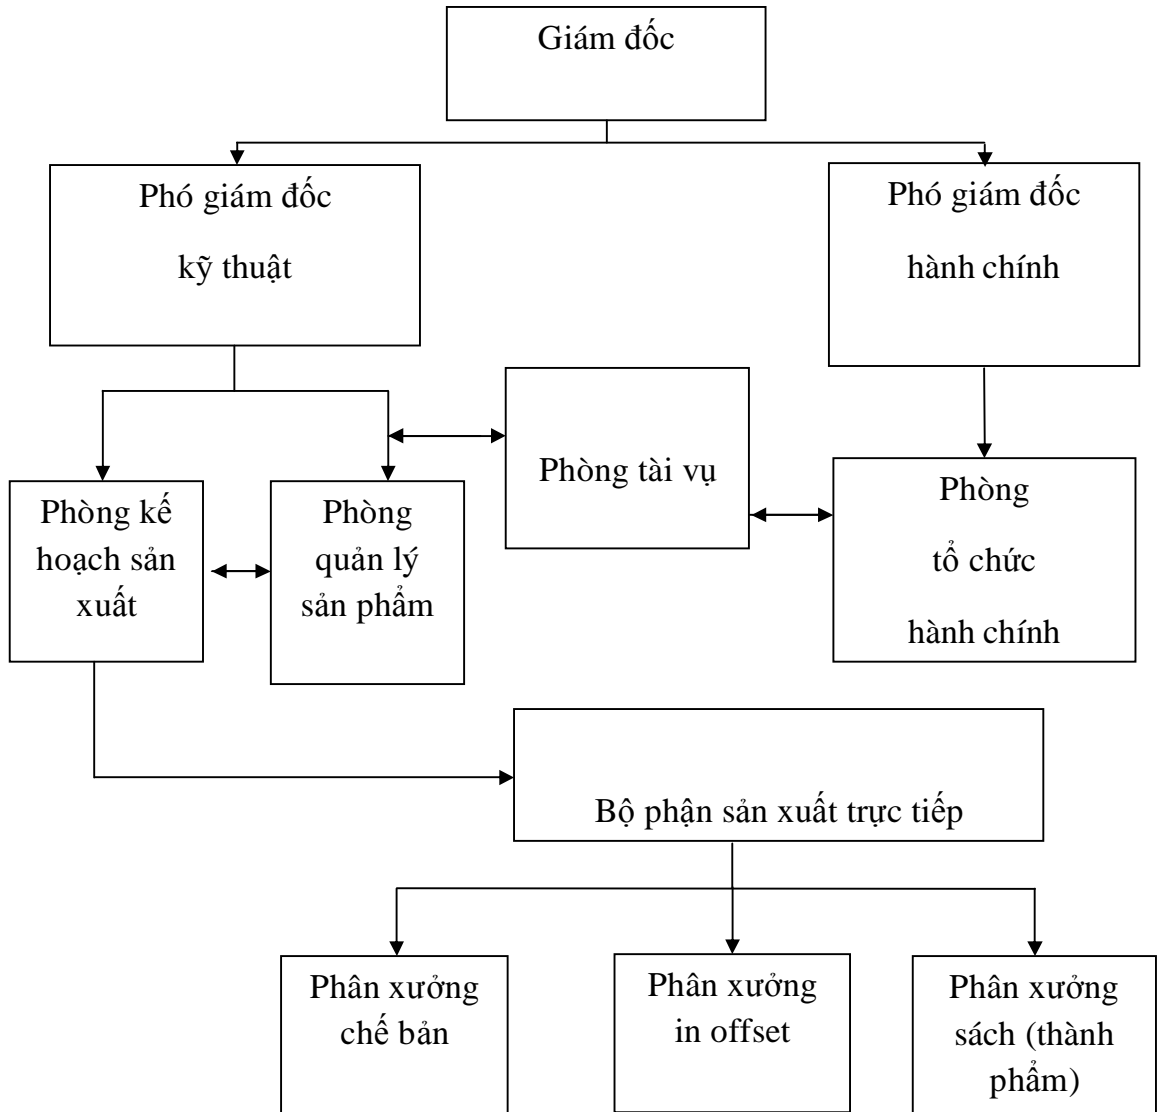 Giám đốc
Phó giám đốc
kỹ thuật
Phó giám đốc
hành chính
Phòng tài vụ
Phòng kế
hoạch sản
xuất
Phòng
quản lý
sản phẩm
Phòng
tổ chức
hành chính
Bộ phận sản xuất trực tiếp
Phân xưởng
chế bản
Phân xưởng
in offset
Phân xưởng
sách (thành
phẩm)